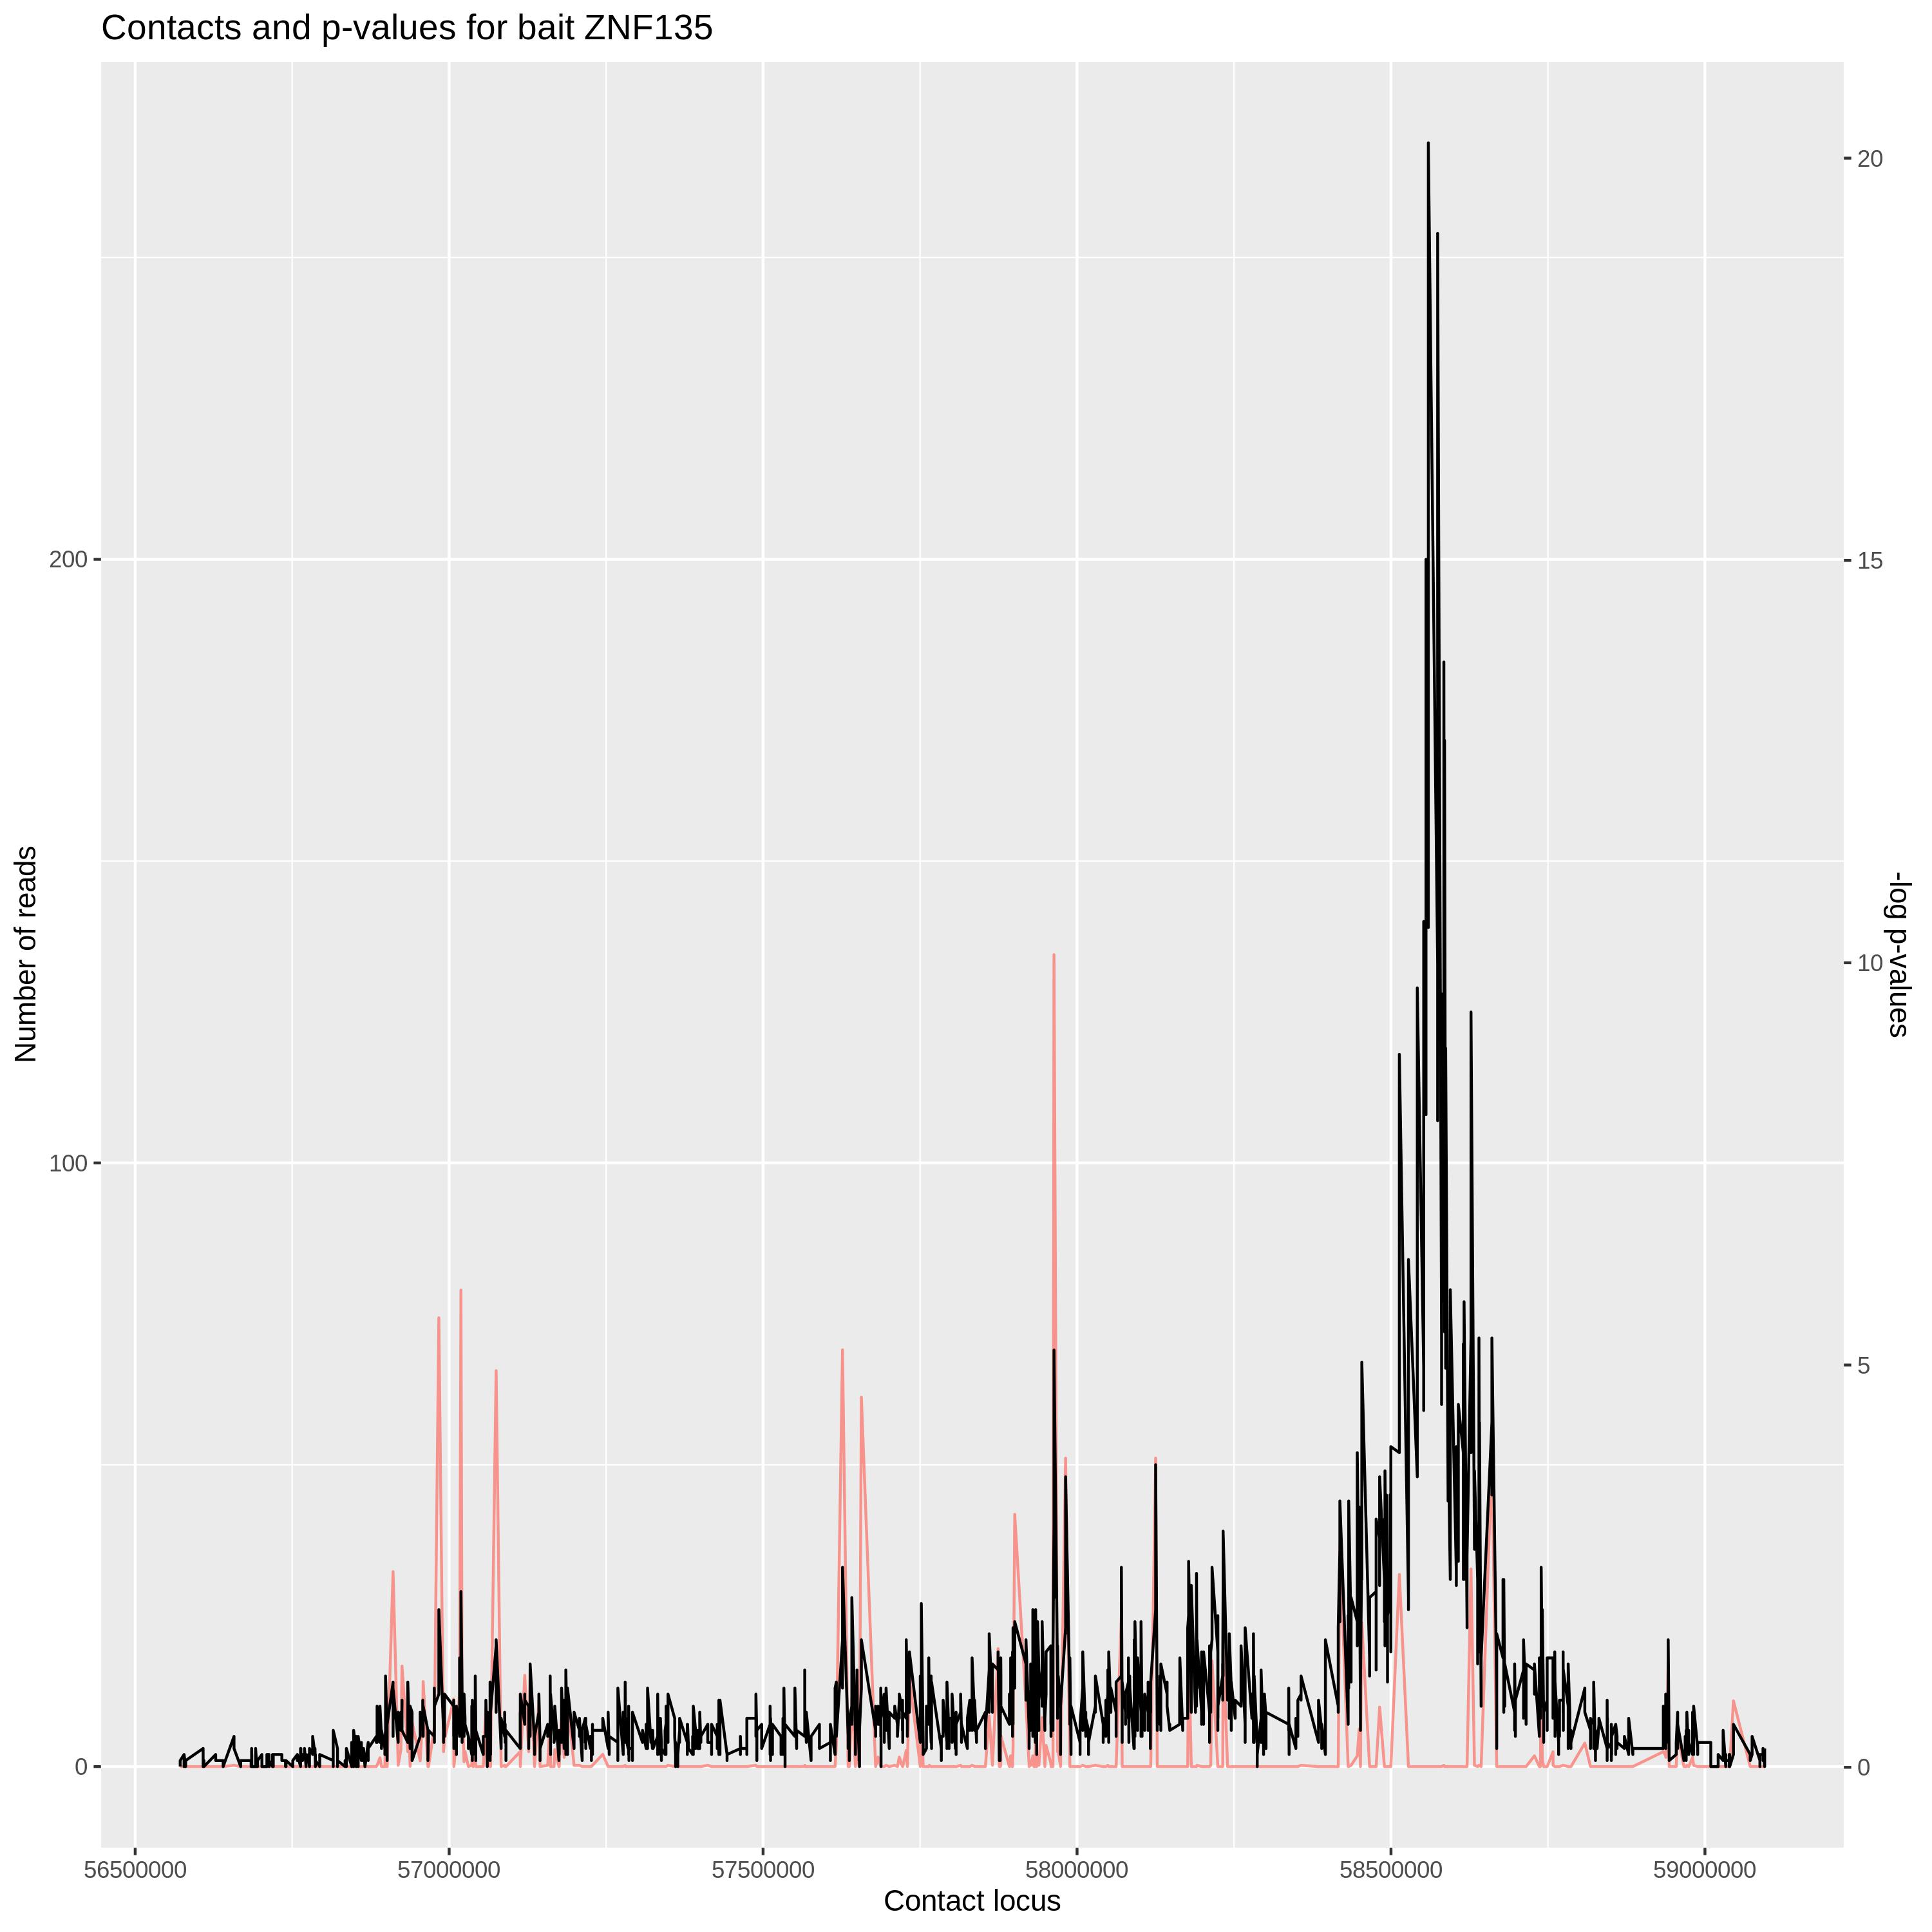 Contacts and p-values for bait ZNF135
Number of reads
200
100
0
20
15
10
5
0
-log p-values
56500000 57000000 57500000 58000000 58500000 59000000
Contact locus